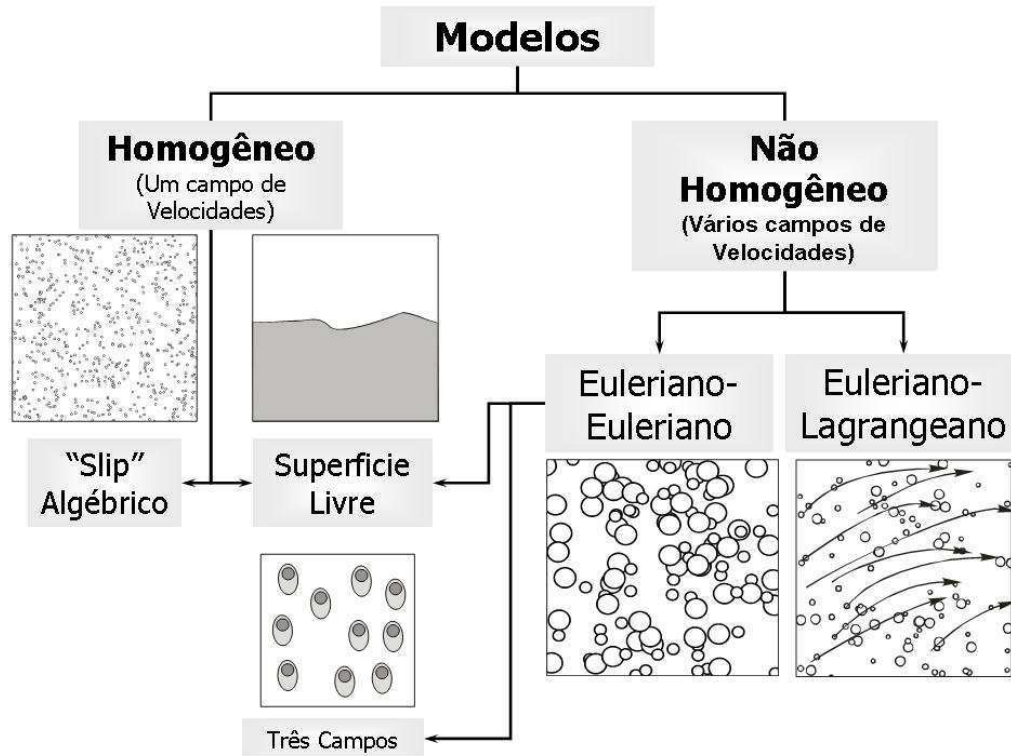 Modelos
Homogêneo
(Um campo de
Velocidades)
Não
Homogêneo
(Vários campos de
Velocidades)
Euleriano-
Euleriano
Euleriano-
Lagrangeano
“Slip”
Algébrico
Superficie
Livre
Três Campos